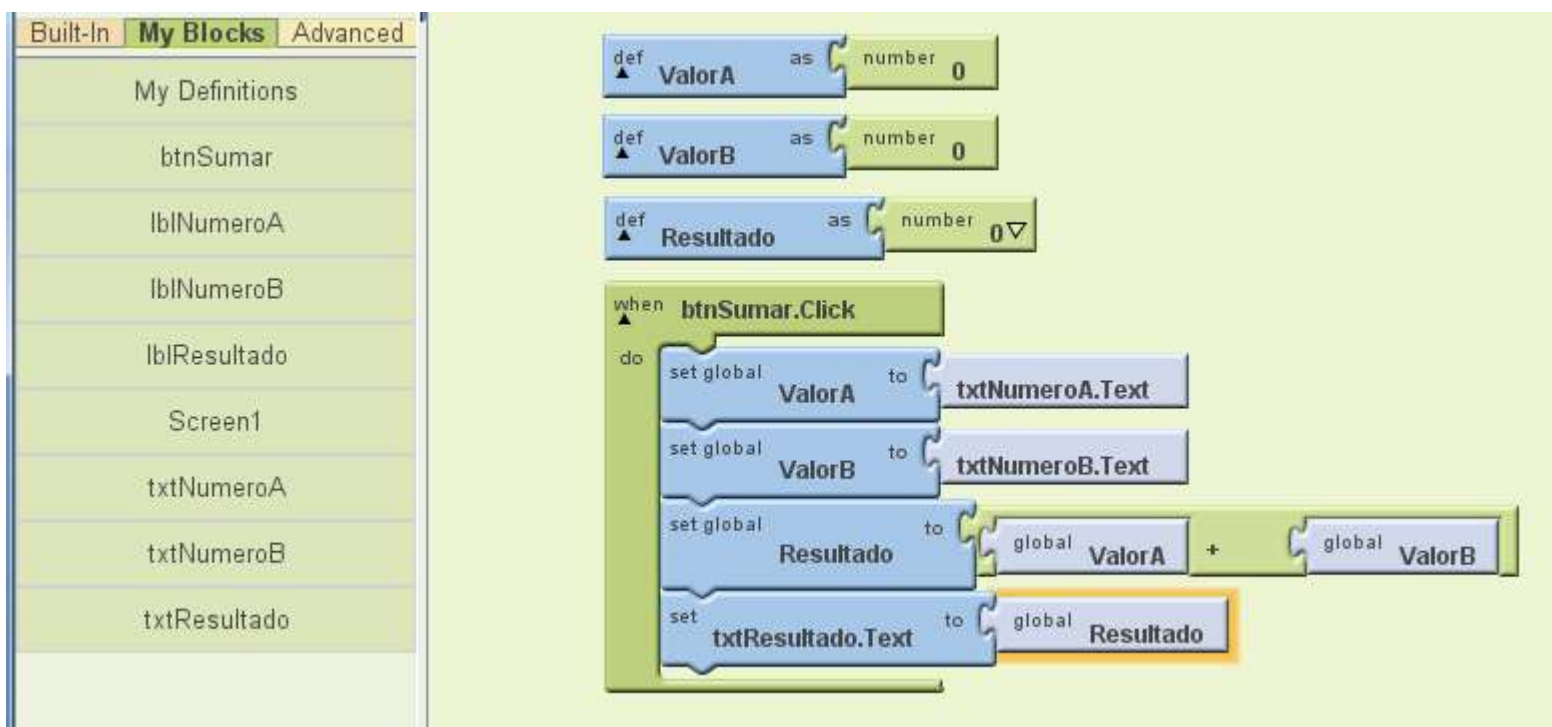 Built-In My Blocks Advanced
My Definitions
btnSumar
lblNumeroA
lblNumeroB
lblResultado
Screen1
txtNumeroA
txtNumeroB
txtResultado
def ValorA as number 0
def ValorB as number 0
def Resultado as number 0
when btnSumar.Click
do
set global ValorA to txtNumeroA.Text
set global ValorB to txtNumeroB.Text
set global Resultado to global ValorA + global ValorB
set txtResultado.Text to global Resultado